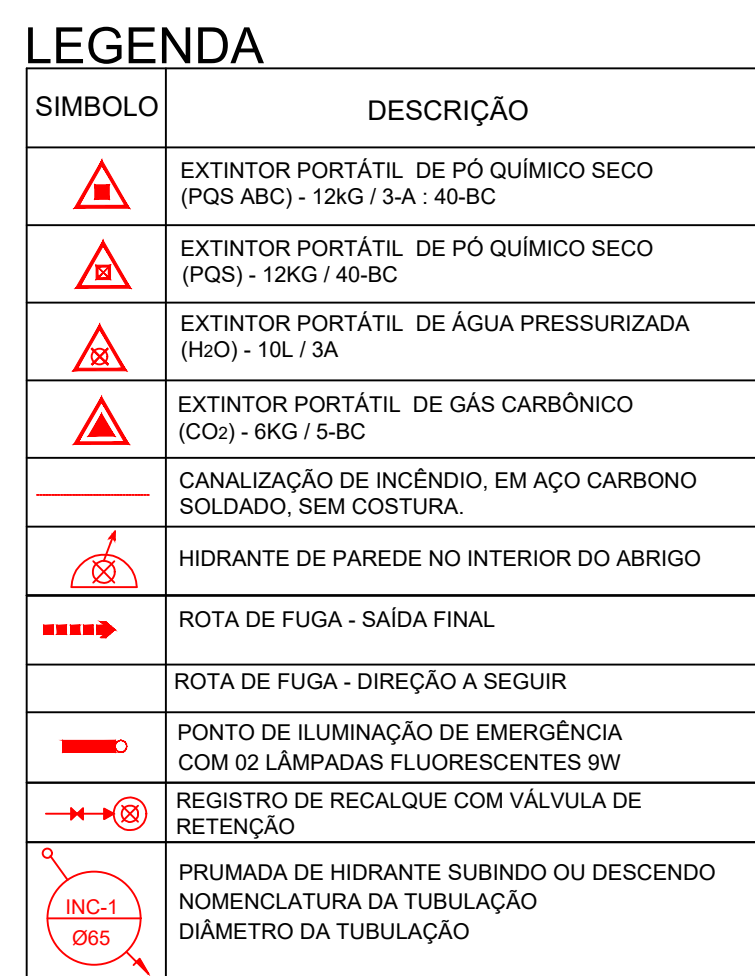 LEGENDA
SIMBOLO DESCRIÇÃO
EXTINTOR PORTÁTIL DE PÓ QUÍMICO SECO
(PQS ABC) - 12kG / 3-A : 40-BC
EXTINTOR PORTÁTIL DE PÓ QUÍMICO SECO
(PQS) - 12KG / 40-BC
EXTINTOR PORTÁTIL DE ÁGUA PRESSURIZADA
(H2O) - 10L / 3A
EXTINTOR PORTÁTIL DE GÁS CARBÔNICO
(CO2) - 6KG / 5-BC
CANALIZAÇÃO DE INCÊNDIO, EM AÇO CARBONO
SOLDADO, SEM COSTURA.
HIDRANTE DE PAREDE NO INTERIOR DO ABRIGO
ROTA DE FUGA - SAÍDA FINAL
ROTA DE FUGA - DIREÇÃO A SEGUIR
PONTO DE ILUMINAÇÃO DE EMERGÊNCIA
COM 02 LÂMPADAS FLUORESCENTES 9W
REGISTRO DE RECALQUE COM VÁLVULA DE
RETENÇÃO
INC-1
Ø65
PRUMADA DE HIDRANTE SUBINDO OU DESCENDO
NOMENCLATURA DA TUBULAÇÃO
DIÂMETRO DA TUBULAÇÃO